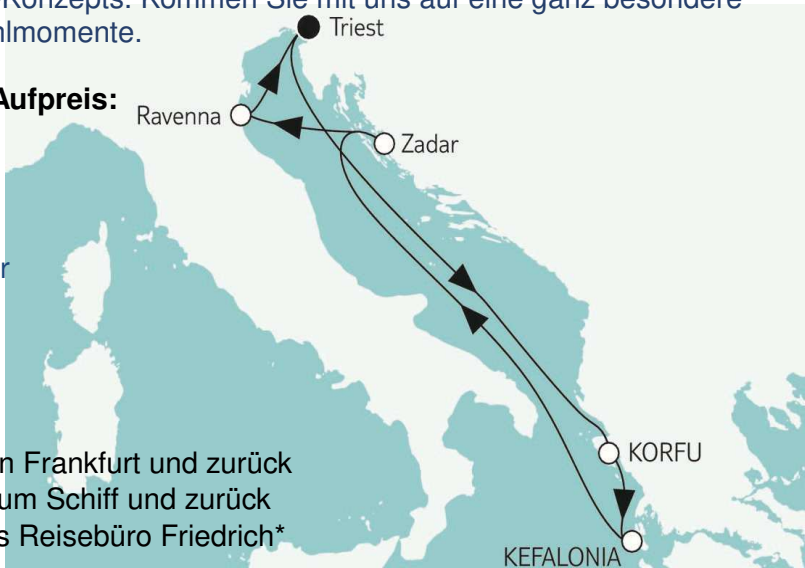 Konzepts. Kommen Sie mit uns auf eine ganz besondere
lmomente.
Triest
Aufpreis:
Ravenna
Zadar
r
n Frankfurt und zurück
um Schiff und zurück
s Reisebüro Friedrich*
KORFU
KEFALONIA